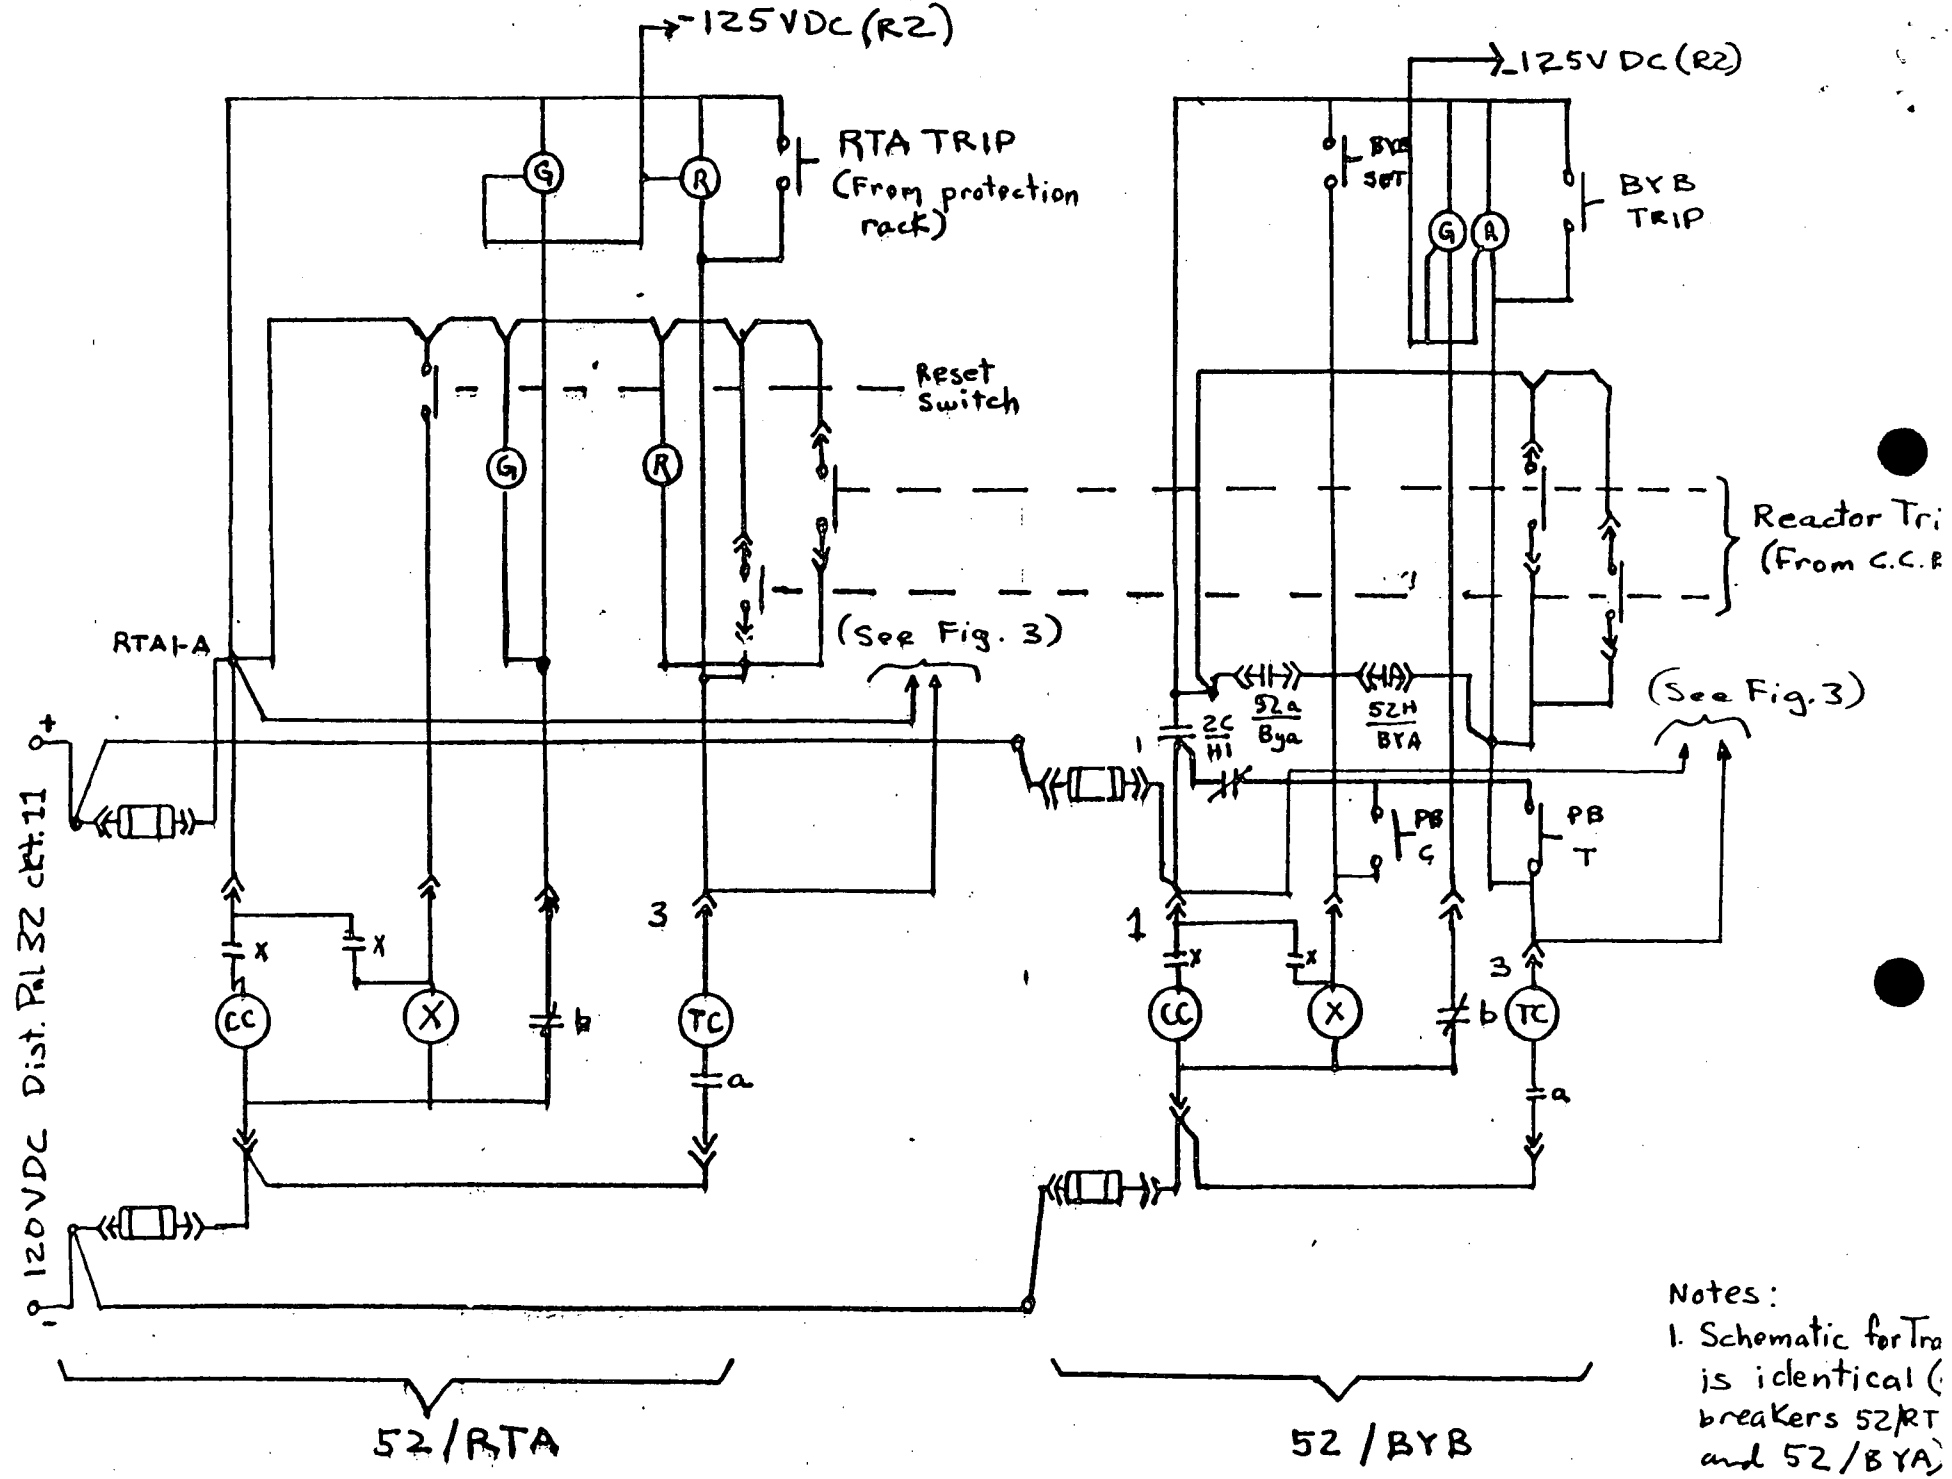 -125VDC (R2)
-125V DC (R2)
RTA TRIP
(From protection
rack)
G
R
BYB
SET
BYB
TRIP
G
R
Reset
Switch
G
R
Reactor Tri
(From C.C.R
RTA1-A
(See Fig. 3)
(See Fig. 3)
+
52a
Bya
52H
BYA
2C
H1
1
PB
C
PB
T
120VDC Dist. Pnl 32 ckt. 11
3
1
3
X
X
X
X
CC
X
b
TC
a
CC
X
b
TC
a
-
Notes:
1. Schematic for Tra
is identical (
breakers 52/RT
and 52/BYA)
52/RTA
52/BYB